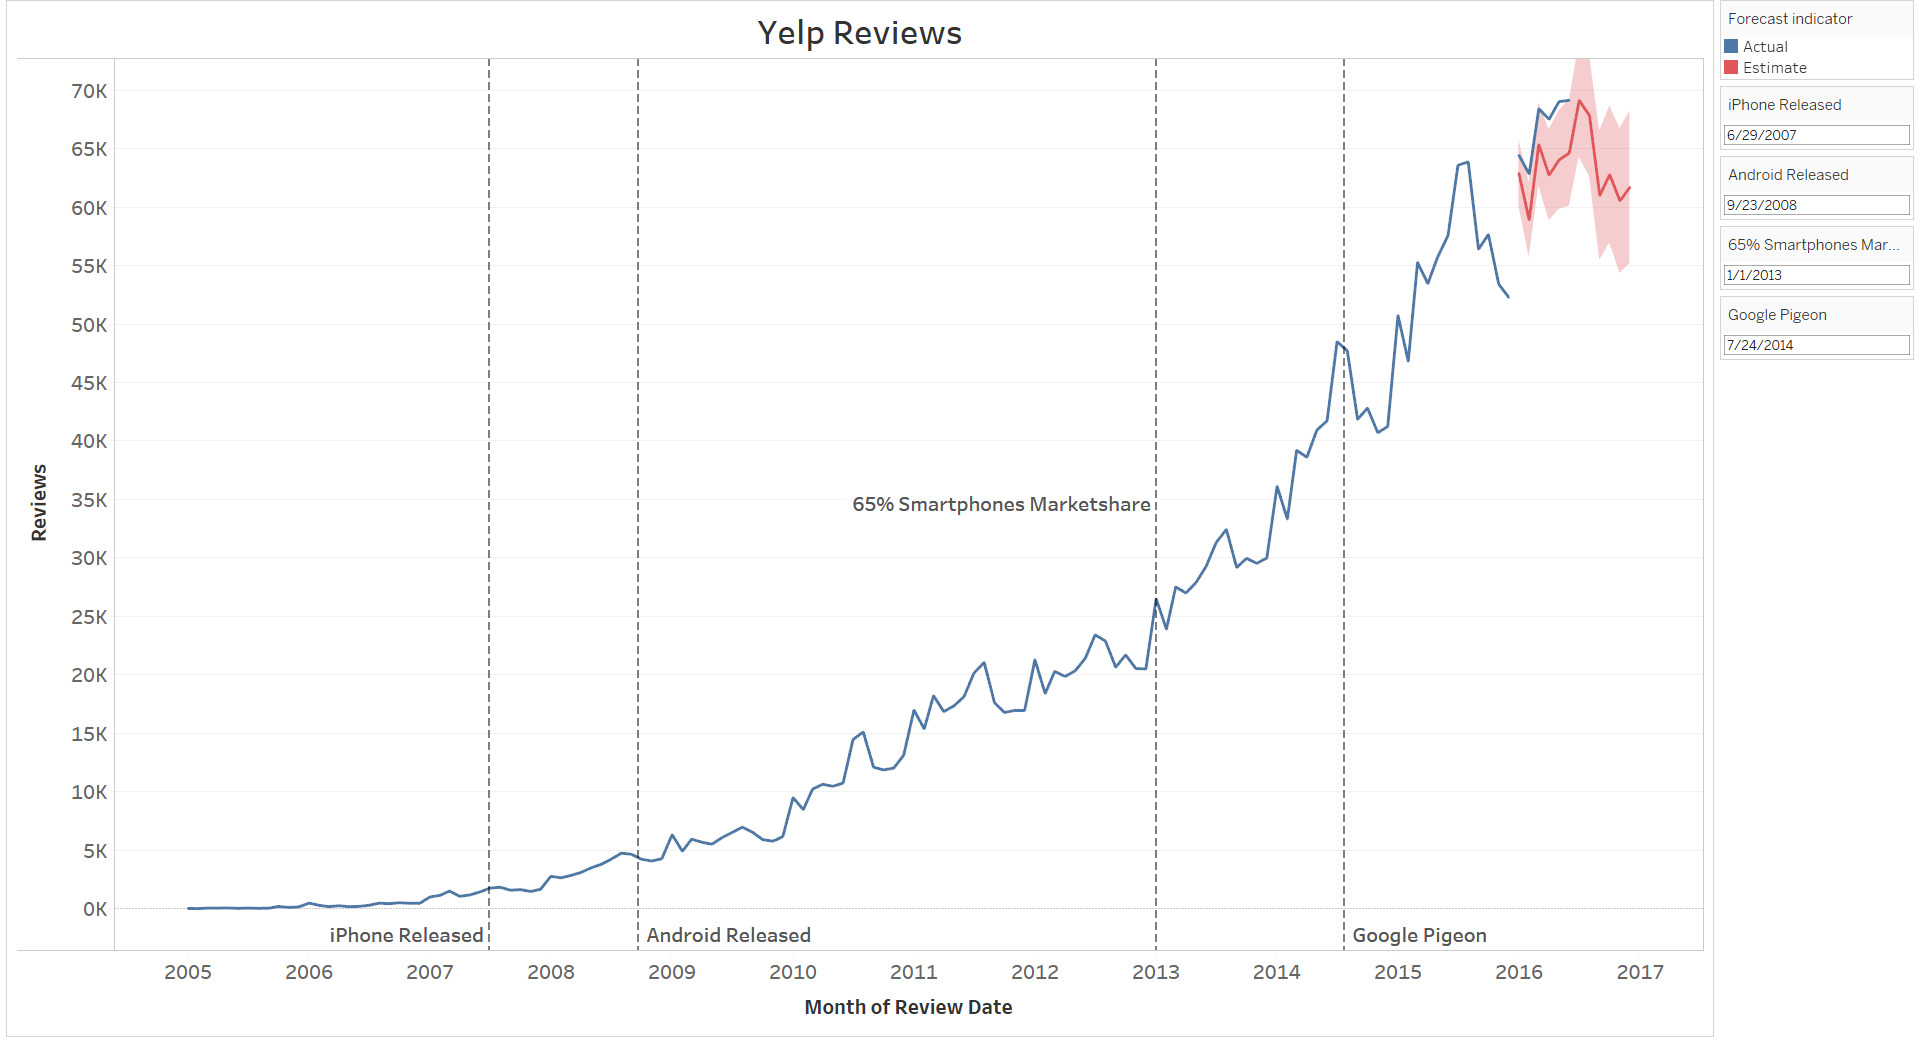 Yelp Reviews
70K
65K
60K
55K
50K
45K
40K
35K
30K
25K
20K
15K
10K
5K
0K
Reviews
65% Smartphones Marketshare
iPhone Released
Android Released
Google Pigeon
2005 2006 2007 2008 2009 2010 2011 2012 2013 2014 2015 2016 2017
Month of Review Date
Forecast indicator
Actual
Estimate
iPhone Released
6/29/2007
Android Released
9/23/2008
65% Smartphones Mar...
1/1/2013
Google Pigeon
7/24/2014